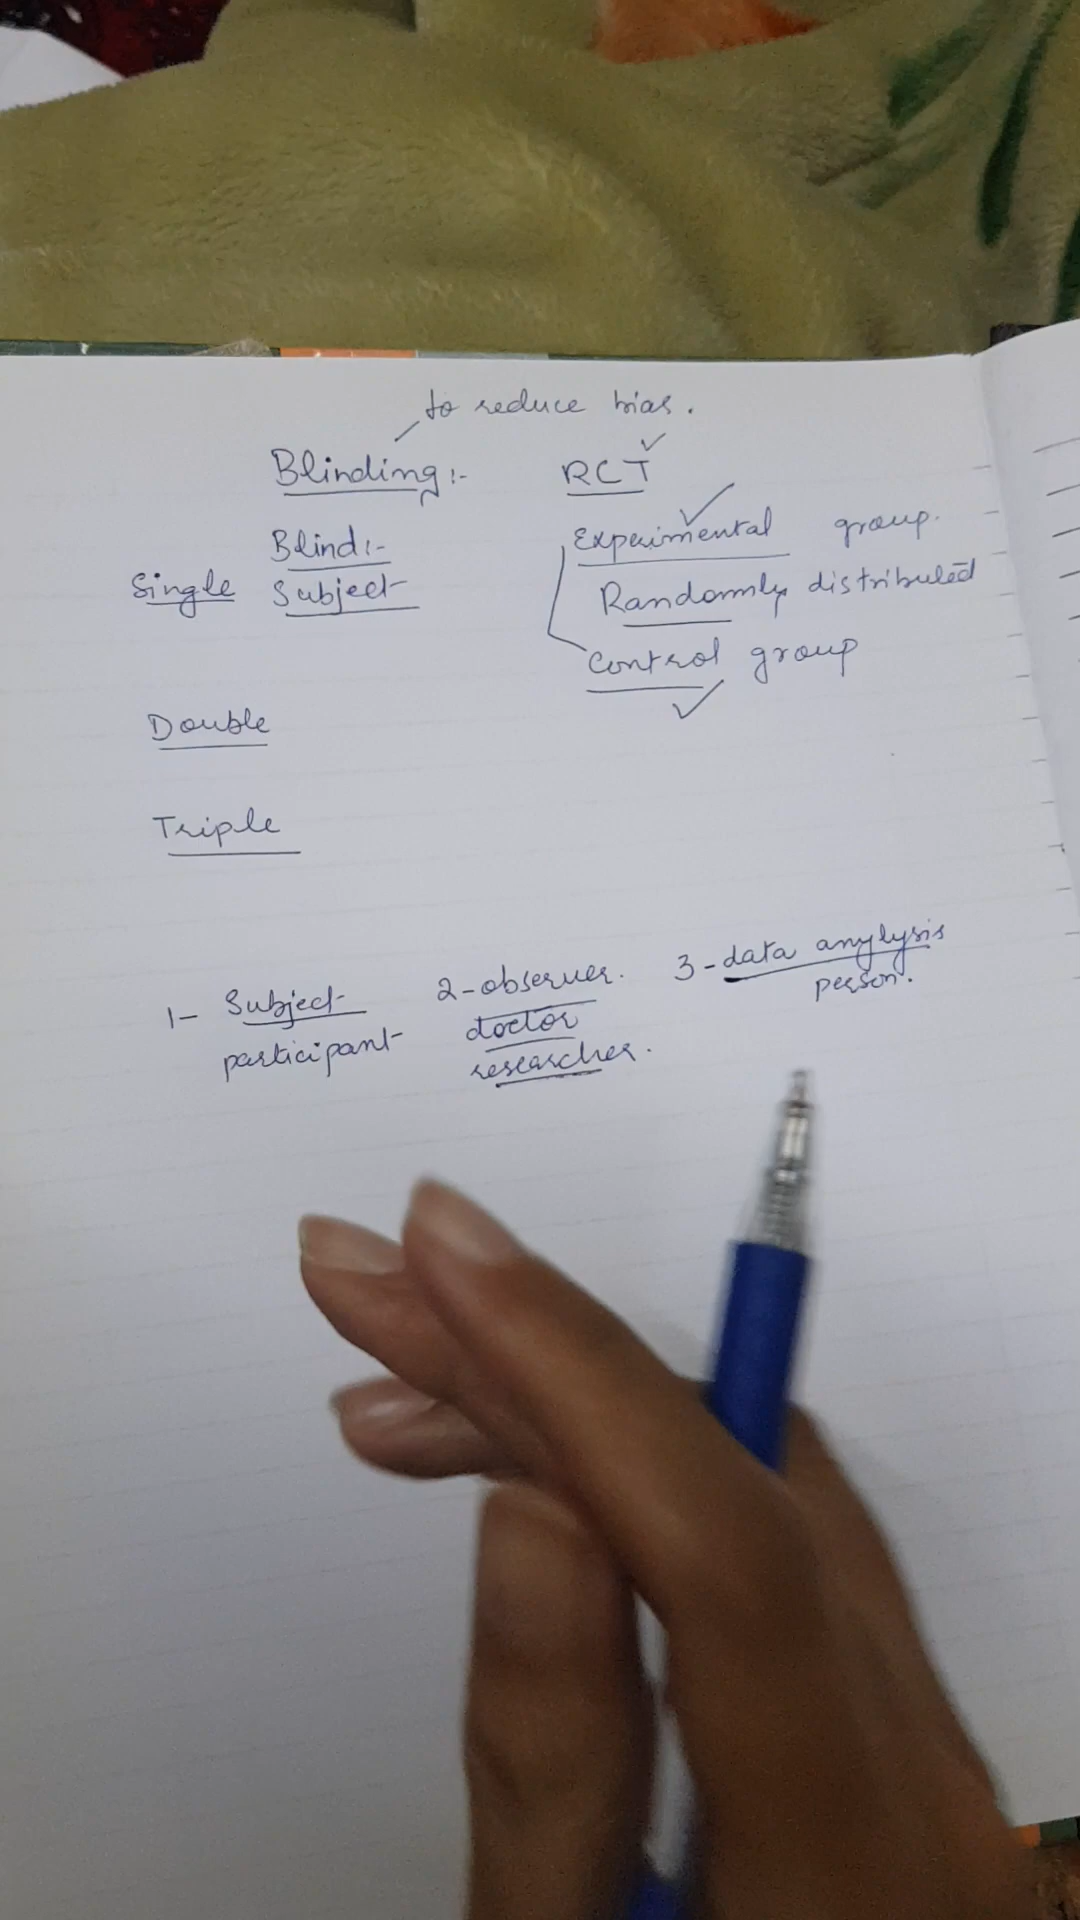 to reduce bias.
Blinding:- RCT
Blind:- Experimental group.
Single Subject Randomly distributed
Control group
Double
Triple
1- Subject 2-observer. 3-data anylysis
participant doctor person.
researcher.